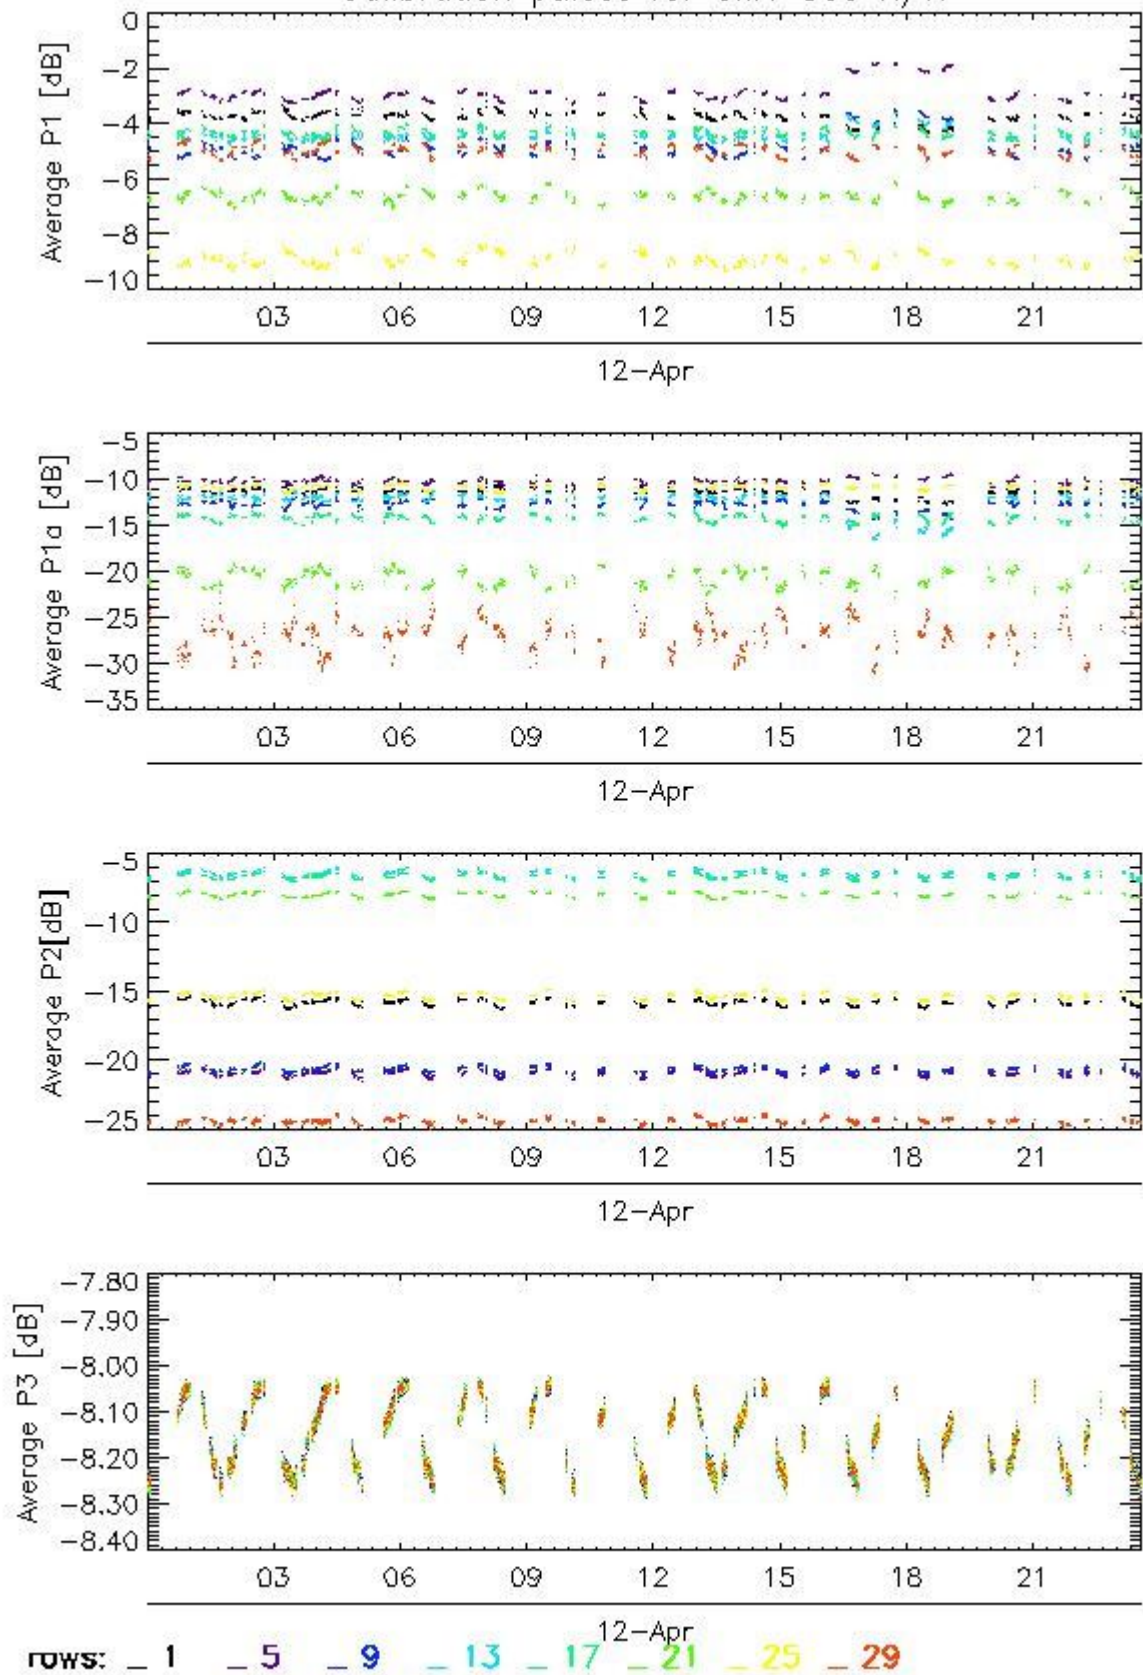 0
-2
-4
-6
-8
-10
Average P1 [dB]
03 06 09 12 15 18 21
12-Apr
-5
-10
-15
-20
-25
-30
-35
Average P1a [dB]
03 06 09 12 15 18 21
12-Apr
-5
-10
-15
-20
-25
Average P2[dB]
03 06 09 12 15 18 21
12-Apr
-7.80
-7.90
-8.00
-8.10
-8.20
-8.30
-8.40
Average P3 [dB]
03 06 09 12 15 18 21
12-Apr
rows: _ 1 _ 5 _ 9 _ 13 _ 17 _ 21 _ 25 _ 29